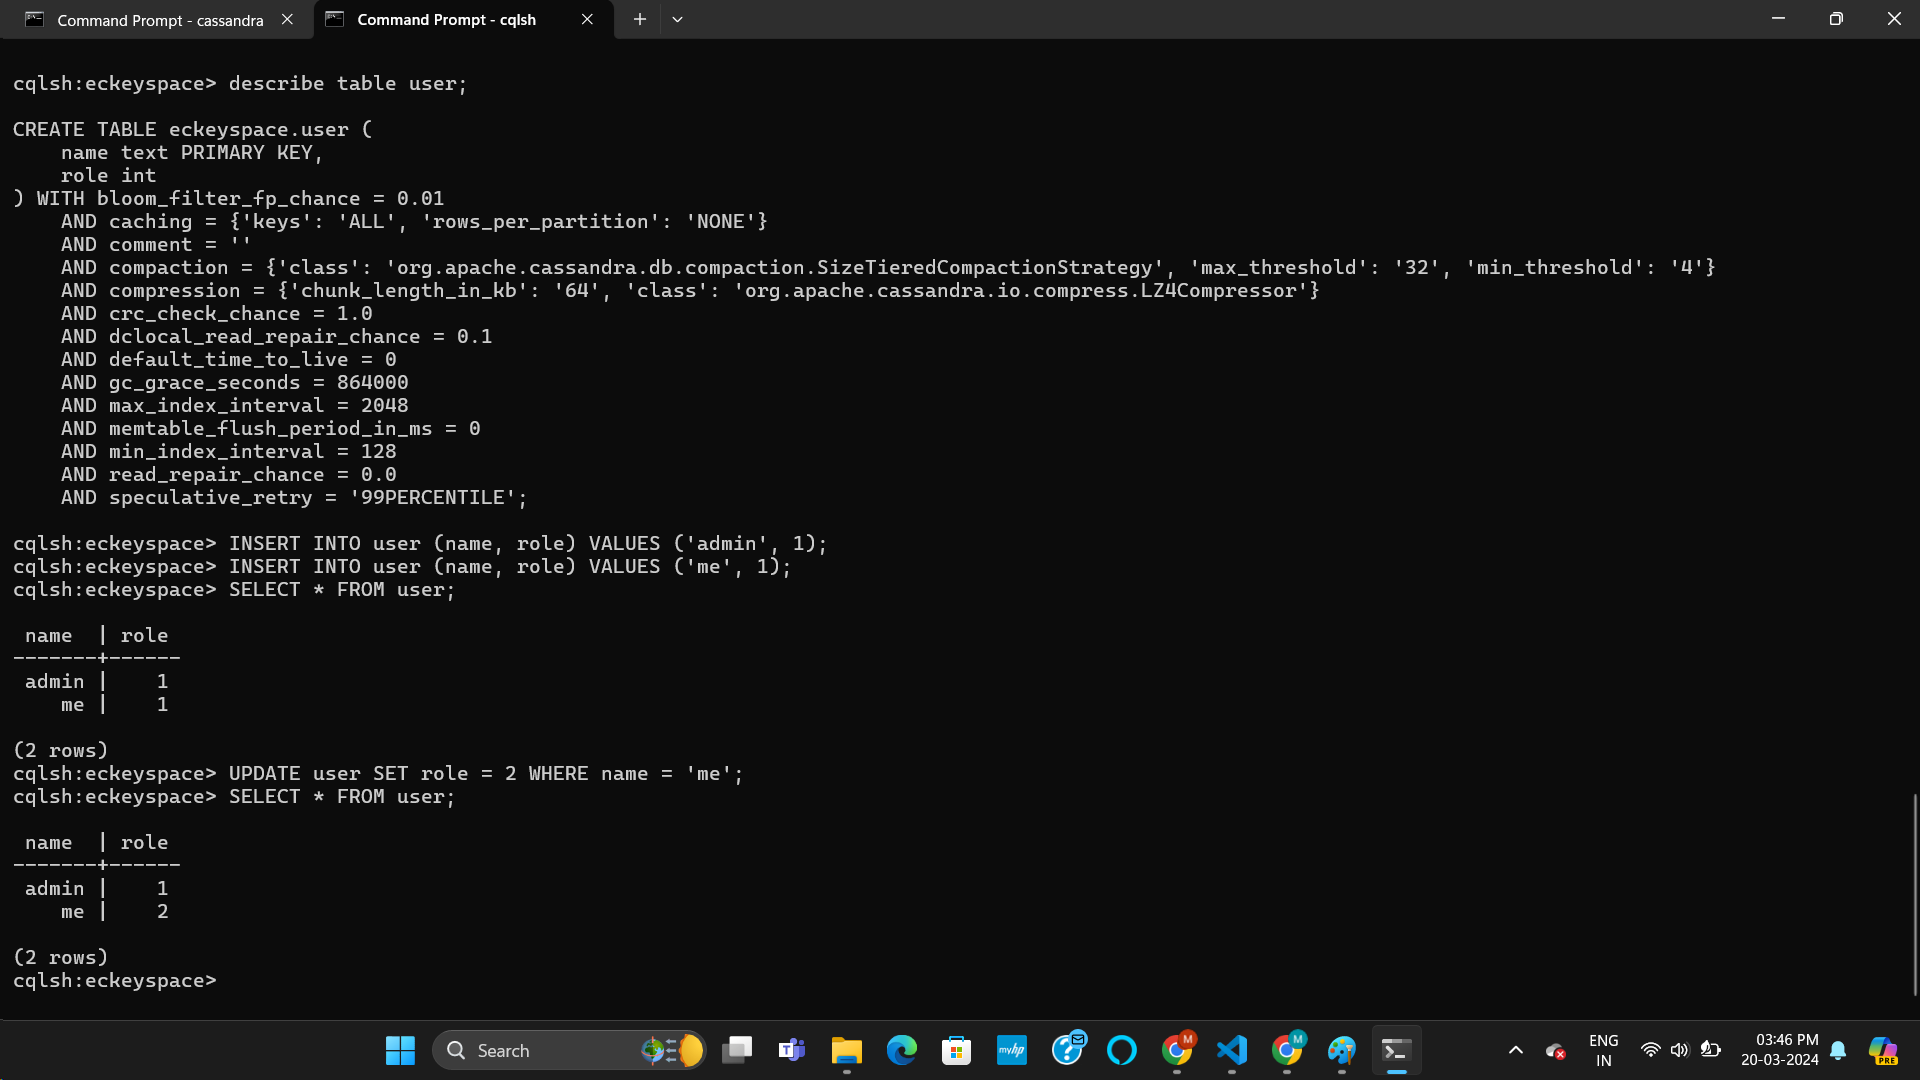 Command Prompt - cassandra
Command Prompt - cqlsh
cqlsh:eckeyspace> describe table user;
CREATE TABLE eckeyspace.user (
    name text PRIMARY KEY,
    role int
) WITH bloom_filter_fp_chance = 0.01
    AND caching = {'keys': 'ALL', 'rows_per_partition': 'NONE'}
    AND comment = ''
    AND compaction = {'class': 'org.apache.cassandra.db.compaction.SizeTieredCompactionStrategy', 'max_threshold': '32', 'min_threshold': '4'}
    AND compression = {'chunk_length_in_kb': '64', 'class': 'org.apache.cassandra.io.compress.LZ4Compressor'}
    AND crc_check_chance = 1.0
    AND dclocal_read_repair_chance = 0.1
    AND default_time_to_live = 0
    AND gc_grace_seconds = 864000
    AND max_index_interval = 2048
    AND memtable_flush_period_in_ms = 0
    AND min_index_interval = 128
    AND read_repair_chance = 0.0
    AND speculative_retry = '99PERCENTILE';
cqlsh:eckeyspace> INSERT INTO user (name, role) VALUES ('admin', 1);
cqlsh:eckeyspace> INSERT INTO user (name, role) VALUES ('me', 1);
cqlsh:eckeyspace> SELECT * FROM user;
 name  | role
-------+------
 admin |    1
    me |    1
(2 rows)
cqlsh:eckeyspace> UPDATE user SET role = 2 WHERE name = 'me';
cqlsh:eckeyspace> SELECT * FROM user;
 name  | role
-------+------
 admin |    1
    me |    2
(2 rows)
cqlsh:eckeyspace>
Search
myhp
M
M
ENG
IN
03:46 PM
20-03-2024
PRE